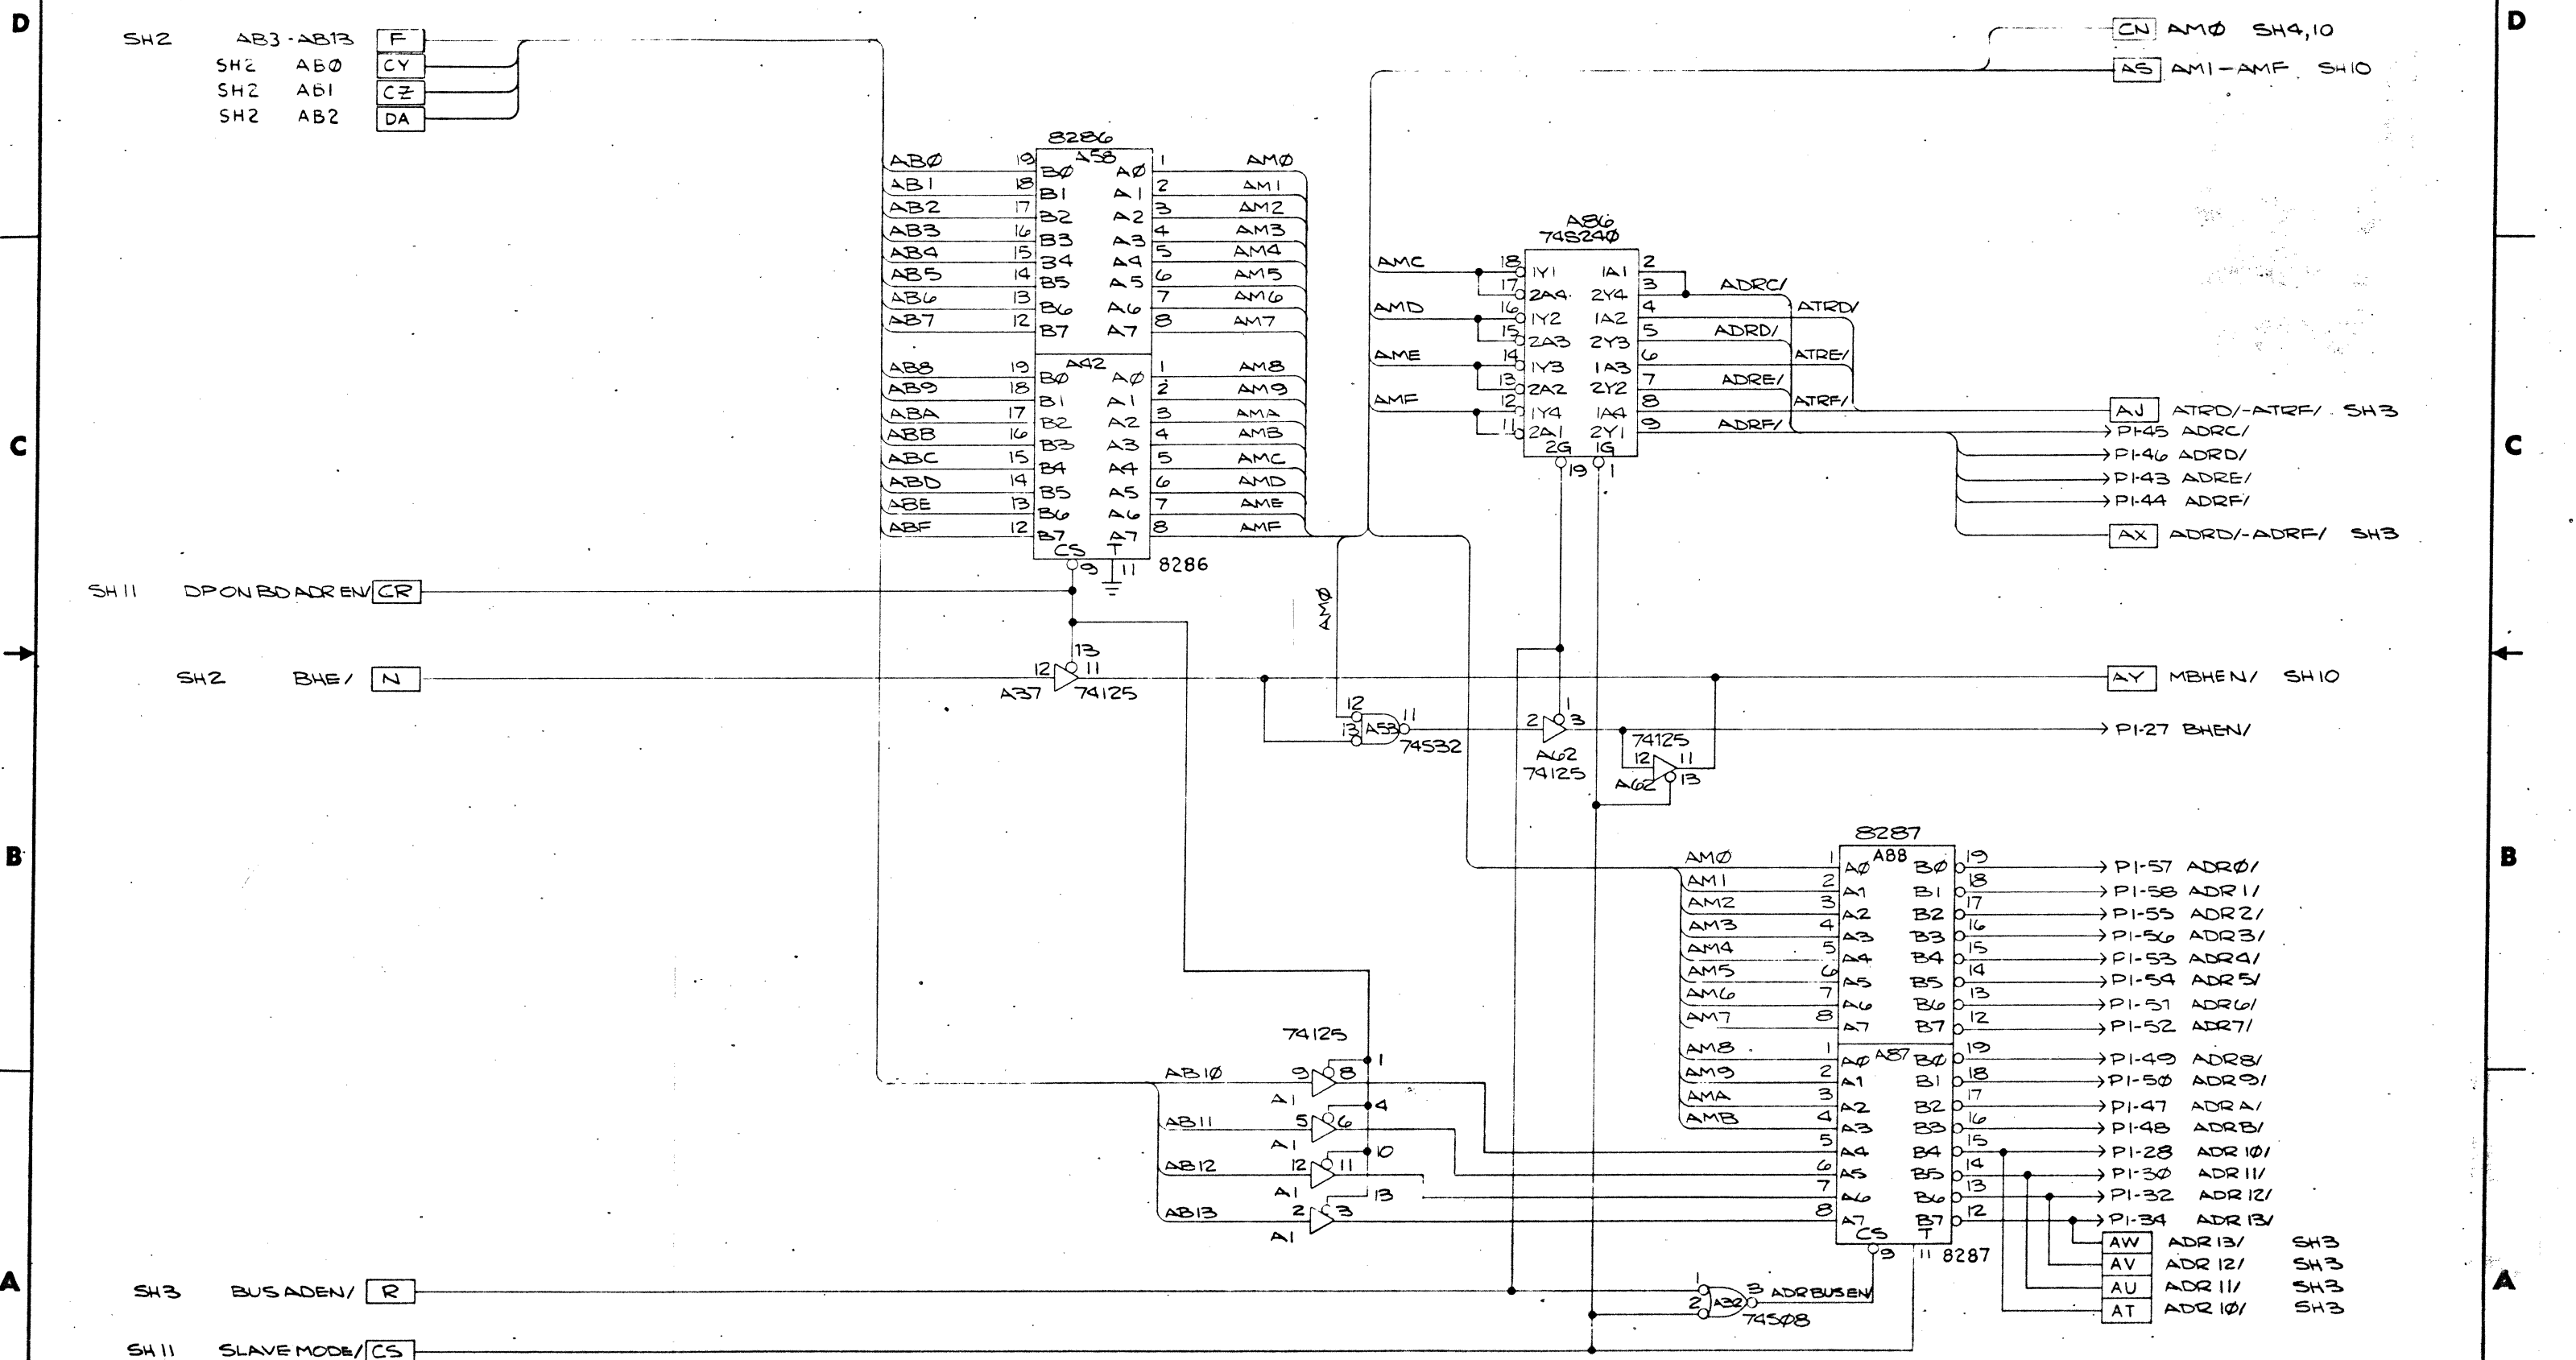 D
D
SH2 AB3-AB13 F
SH2 ABØ CY
SH2 AB1 CZ
SH2 AB2 DA
CN AMØ SH4,10
AS AM1-AMF SH10
8286
A58
ABØ 19 BØ AØ 1 AMØ
AB1 18 B1 A1 2 AM1
AB2 17 B2 A2 3 AM2
AB3 16 B3 A3 4 AM3
AB4 15 B4 A4 5 AM4
AB5 14 B5 A5 6 AM5
AB6 13 B6 A6 7 AM6
AB7 12 B7 A7 8 AM7
A42
AB8 19 BØ AØ 1 AM8
AB9 18 B1 A1 2 AM9
ABA 17 B2 A2 3 AMA
ABB 16 B3 A3 4 AMB
ABC 15 B4 A4 5 AMC
ABD 14 B5 A5 6 AMD
ABE 13 B6 A6 7 AME
ABF 12 B7 A7 8 AMF
CS T
9 11 8286
A86
74S24Ø
AMC 18 1Y1 1A1 2
17 2A4 2Y4 3 ADRC/
AMD 16 1Y2 1A2 4 ATRD/
15 2A3 2Y3 5 ADRD/
AME 14 1Y3 1A3 6 ATRE/
13 2A2 2Y2 7 ADRE/
AMF 12 1Y4 1A4 8 ATRF/
11 2A1 2Y1 9 ADRF/
2G 1G
19 1
AJ ATRD/-ATRF/ SH3
P1-45 ADRC/
P1-46 ADRD/
P1-43 ADRE/
P1-44 ADRF/
AX ADRD/-ADRF/ SH3
C
C
SH11 DPONBDADREN/ CR
AMØ
SH2 BHE/ N
12 13 11
A37 74125
AY MBHEN/ SH10
12 13 A53 11
74S32
2 1 3
A62
74125
P1-27 BHEN/
74125
12 11
A62 13
B
B
8287
A88
AMØ 1 AØ BØ 19 P1-57 ADRØ/
AM1 2 A1 B1 18 P1-58 ADR1/
AM2 3 A2 B2 17 P1-55 ADR2/
AM3 4 A3 B3 16 P1-56 ADR3/
AM4 5 A4 B4 15 P1-53 ADR4/
AM5 6 A5 B5 14 P1-54 ADR5/
AM6 7 A6 B6 13 P1-51 ADR6/
AM7 8 A7 B7 12 P1-52 ADR7/
A87
AM8 1 AØ BØ 19 P1-49 ADR8/
AM9 2 A1 B1 18 P1-5Ø ADR9/
AMA 3 A2 B2 17 P1-47 ADRA/
AMB 4 A3 B3 16 P1-48 ADRB/
5 A4 B4 15 P1-28 ADR1Ø/
6 A5 B5 14 P1-3Ø ADR11/
7 A6 B6 13 P1-32 ADR12/
8 A7 B7 12 P1-34 ADR13/
CS T
9 11 8287
74125
AB1Ø 9 8 1
A1
AB11 5 6 4
A1
AB12 12 11 10
A1
AB13 2 3 13
A1
AW ADR13/ SH3
AV ADR12/ SH3
AU ADR11/ SH3
AT ADR1Ø/ SH3
A
A
SH3 BUSADEN/ R
1 2 A32 3 ADRBUSEN/
74SØ8
SH11 SLAVEMODE/ CS